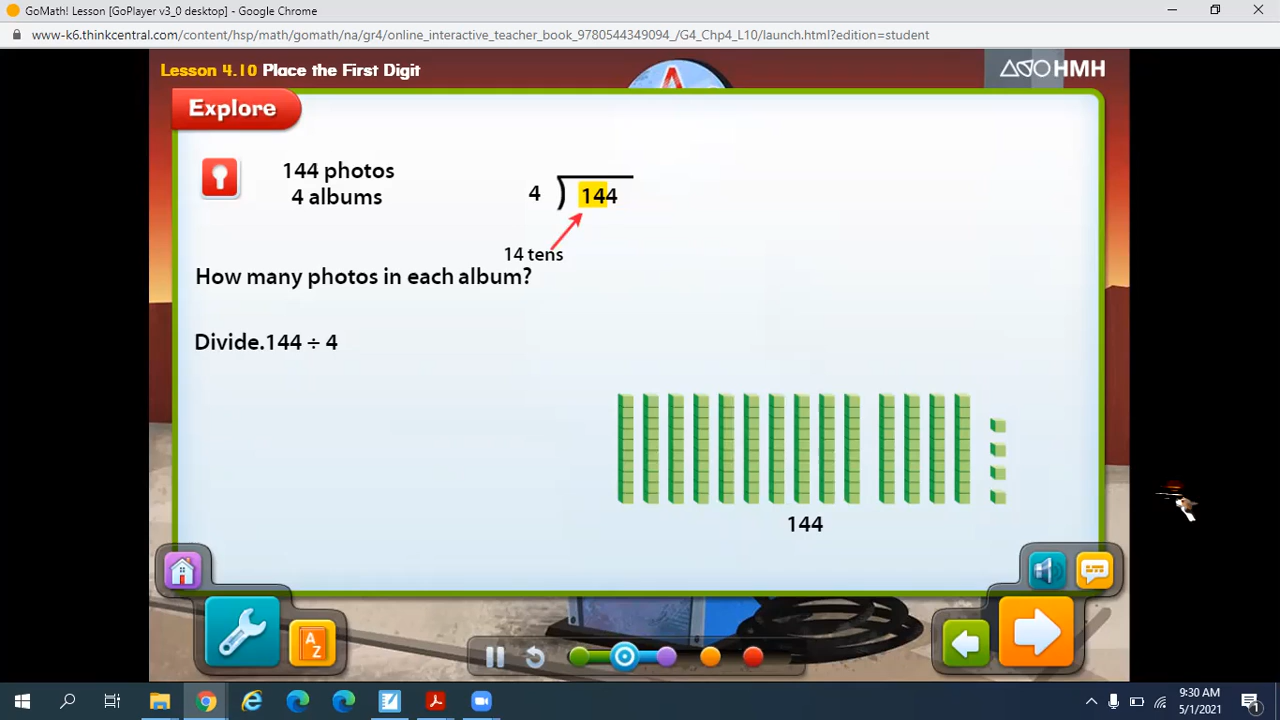 GoMath! Lesson [GoPlayer v3_0 desktop] - Google Chrome
www-k6.thinkcentral.com/content/hsp/math/gomath/na/gr4/online_interactive_teacher_book_9780544349094_/G4_Chp4_L10/launch.html?edition=student
Lesson 4.10 Place the First Digit
HMH
Explore
144 photos
4 albums
4 ) 144
14 tens
How many photos in each album?
Divide.144 ÷ 4
144
A
Z
9:30 AM
5/1/2021
1